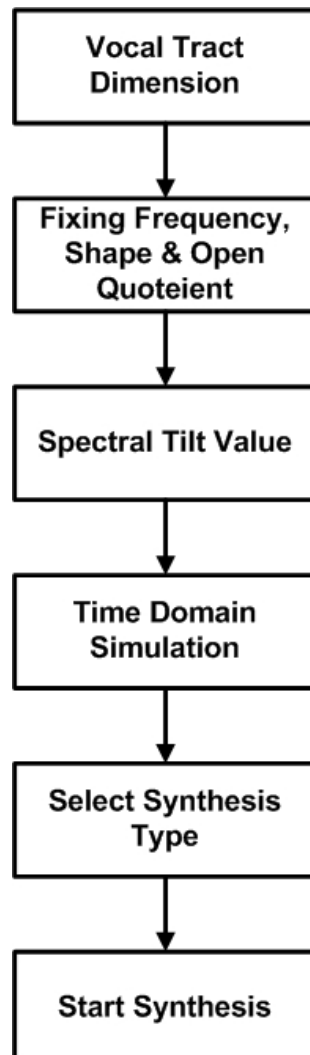 Vocal Tract
Dimension
Fixing Frequency,
Shape & Open
Quoteient
Spectral Tilt Value
Time Domain
Simulation
Select Synthesis
Type
Start Synthesis